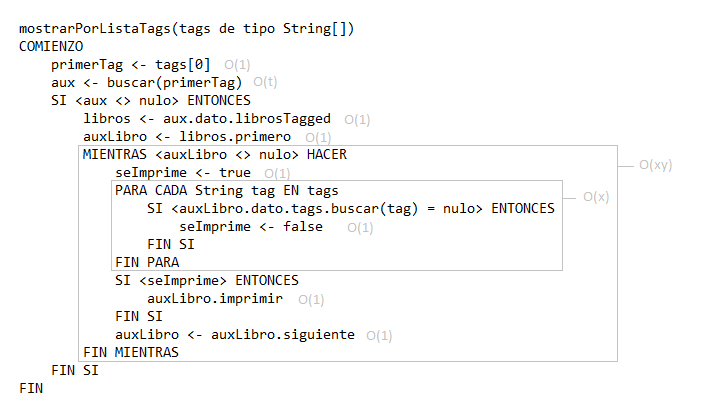 mostrarPorListaTags(tags de tipo String[])
COMIENZO
primerTag <- tags[0] O(1)
aux <- buscar(primerTag) O(t)
SI <aux <> nulo> ENTONCES
libros <- aux.dato.librosTagged O(1)
auxLibro <- libros.primero O(1)
MIENTRAS <auxLibro <> nulo> HACER
O(xy)
seImprime <- true O(1)
PARA CADA String tag EN tags
O(x)
SI <auxLibro.dato.tags.buscar(tag) = nulo> ENTONCES
seImprime <- false O(1)
FIN SI
FIN PARA
SI <seImprime> ENTONCES
auxLibro.imprimir O(1)
FIN SI
auxLibro <- auxLibro.siguiente O(1)
FIN MIENTRAS
FIN SI
FIN